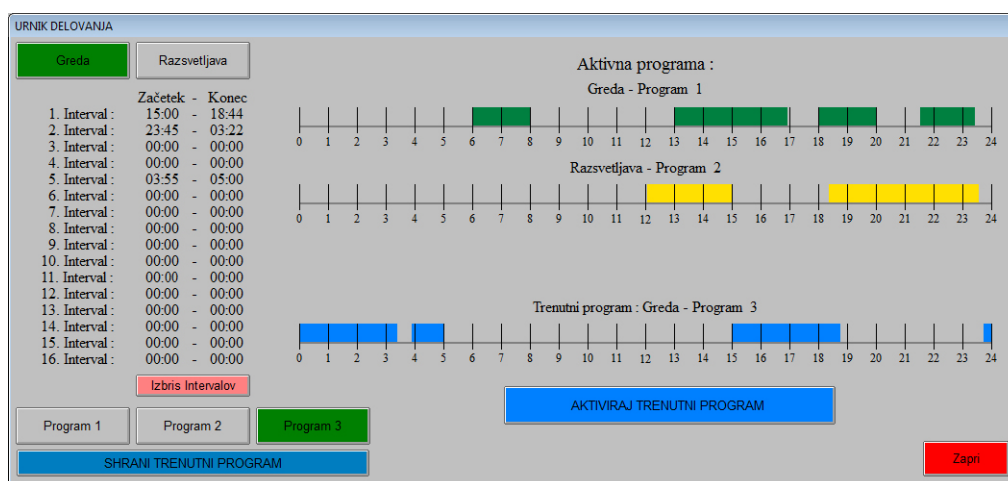 URNIK DELOVANJA
Greda Razsvetljava
Začetek - Konec
1. Interval : 15:00 - 18:44
2. Interval : 23:45 - 03:22
3. Interval : 00:00 - 00:00
4. Interval : 00:00 - 00:00
5. Interval : 03:55 - 05:00
6. Interval : 00:00 - 00:00
7. Interval : 00:00 - 00:00
8. Interval : 00:00 - 00:00
9. Interval : 00:00 - 00:00
10. Interval : 00:00 - 00:00
11. Interval : 00:00 - 00:00
12. Interval : 00:00 - 00:00
13. Interval : 00:00 - 00:00
14. Interval : 00:00 - 00:00
15. Interval : 00:00 - 00:00
16. Interval : 00:00 - 00:00
Izbris Intervalov
Program 1 Program 2 Program 3
SHRANI TRENUTNI PROGRAM
Aktivna programa :
Greda - Program 1
0 1 2 3 4 5 6 7 8 9 10 11 12 13 14 15 16 17 18 19 20 21 22 23 24
Razsvetljava - Program 2
0 1 2 3 4 5 6 7 8 9 10 11 12 13 14 15 16 17 18 19 20 21 22 23 24
Trenutni program : Greda - Program 3
0 1 2 3 4 5 6 7 8 9 10 11 12 13 14 15 16 17 18 19 20 21 22 23 24
AKTIVIRAJ TRENUTNI PROGRAM
Zapri